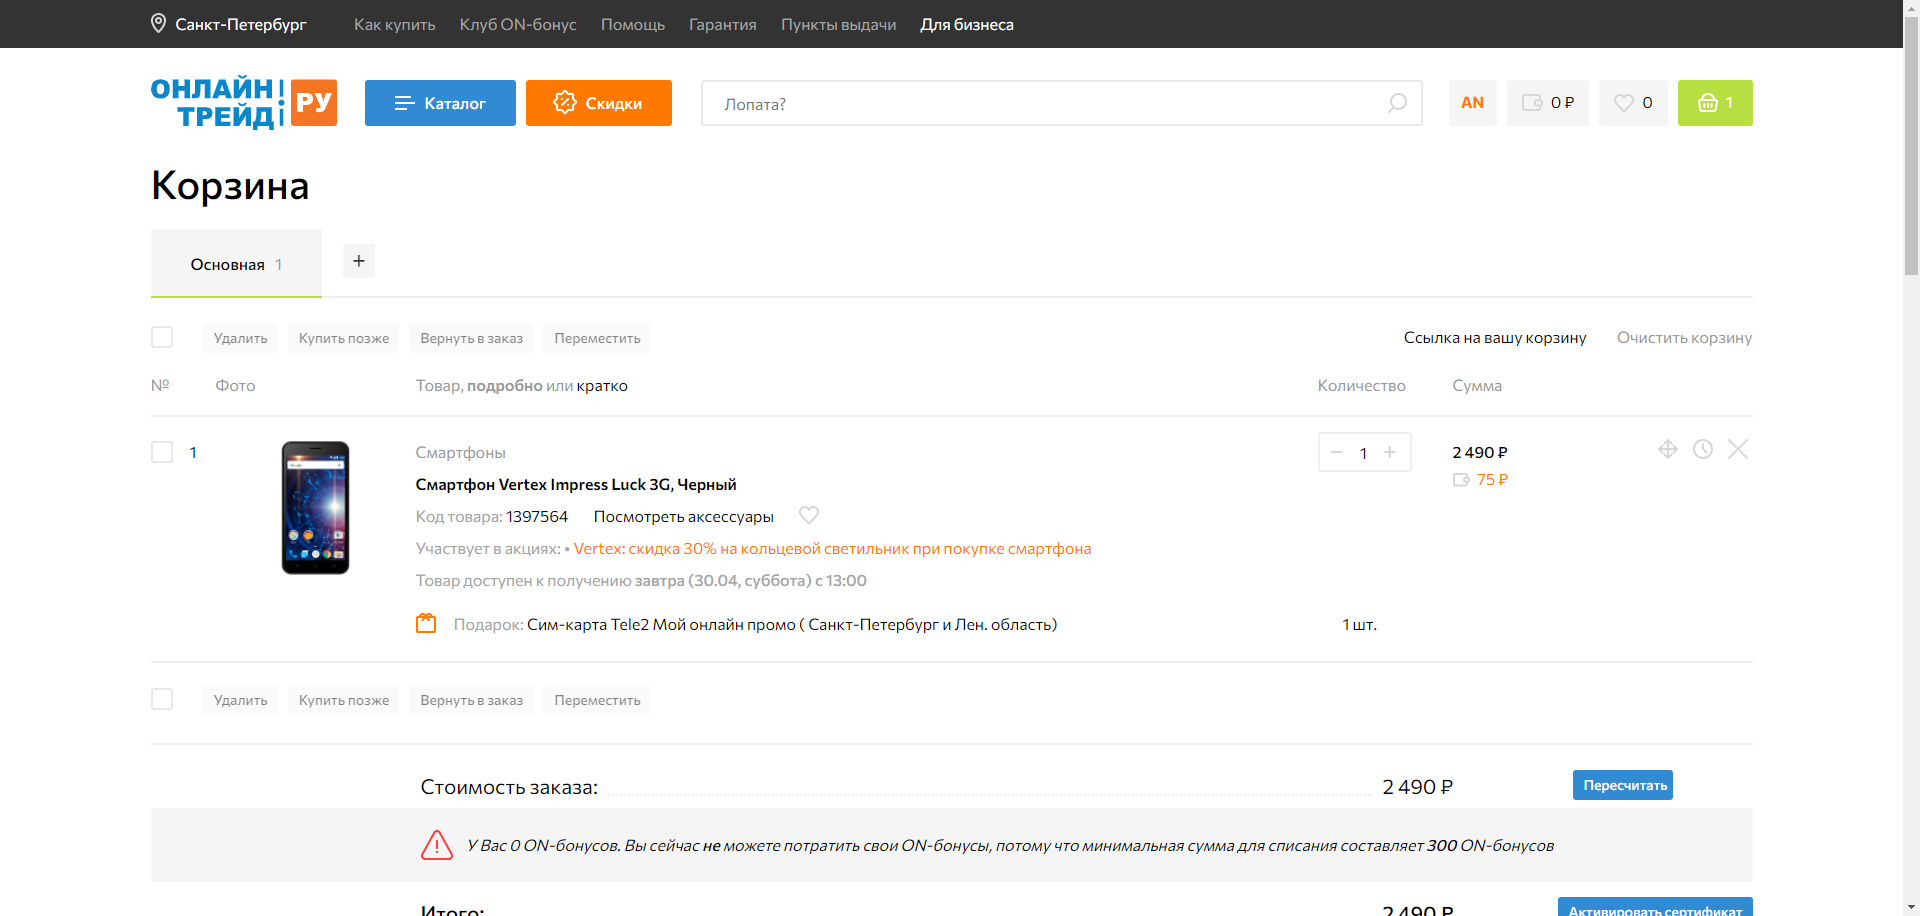 Санкт-Петербург Как купить Клуб ON-бонус Помощь Гарантия Пункты выдачи Для бизнеса
ОНЛАЙН ТРЕЙД РУ Каталог Скидки Лопата? AN 0 ₽ 0 1
Корзина
Основная 1 +
Удалить Купить позже Вернуть в заказ Переместить Ссылка на вашу корзину Очистить корзину
№ Фото Товар, подробно или кратко Количество Сумма
1 Смартфоны − 1 + 2 490 ₽
Смартфон Vertex Impress Luck 3G, Черный 75 ₽
Код товара: 1397564 Посмотреть аксессуары
Участвует в акциях: • Vertex: скидка 30% на кольцевой светильник при покупке смартфона
Товар доступен к получению завтра (30.04, суббота) с 13:00
Подарок: Сим-карта Tele2 Мой онлайн промо ( Санкт-Петербург и Лен. область) 1 шт.
Удалить Купить позже Вернуть в заказ Переместить
Стоимость заказа: 2 490 ₽ Пересчитать
У Вас 0 ON-бонусов. Вы сейчас не можете потратить свои ON-бонусы, потому что минимальная сумма для списания составляет 300 ON-бонусов
Итого: 2 490 ₽ Активировать сертификат